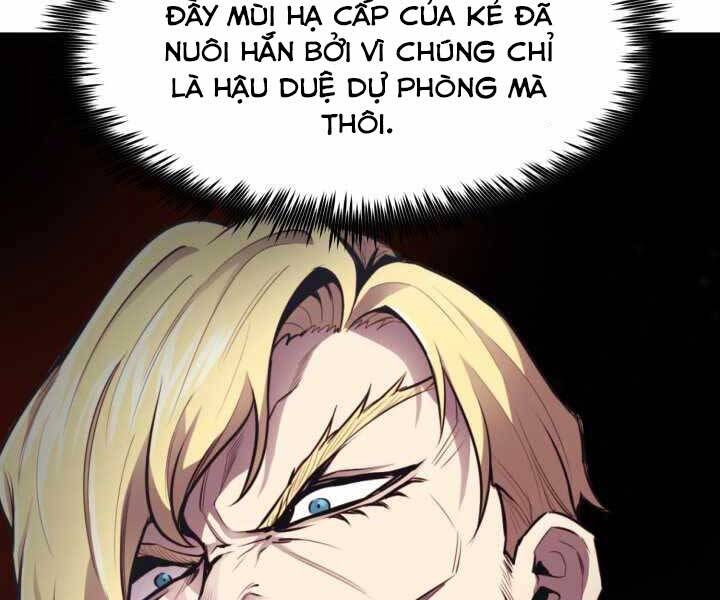 ĐẦY MÙI HẠ CẤP CỦA KẺ ĐÃ
NUÔI HẮN BỞI VÌ CHÚNG CHỈ
LÀ HẬU DUỆ DỰ PHÒNG MÀ
THÔI.